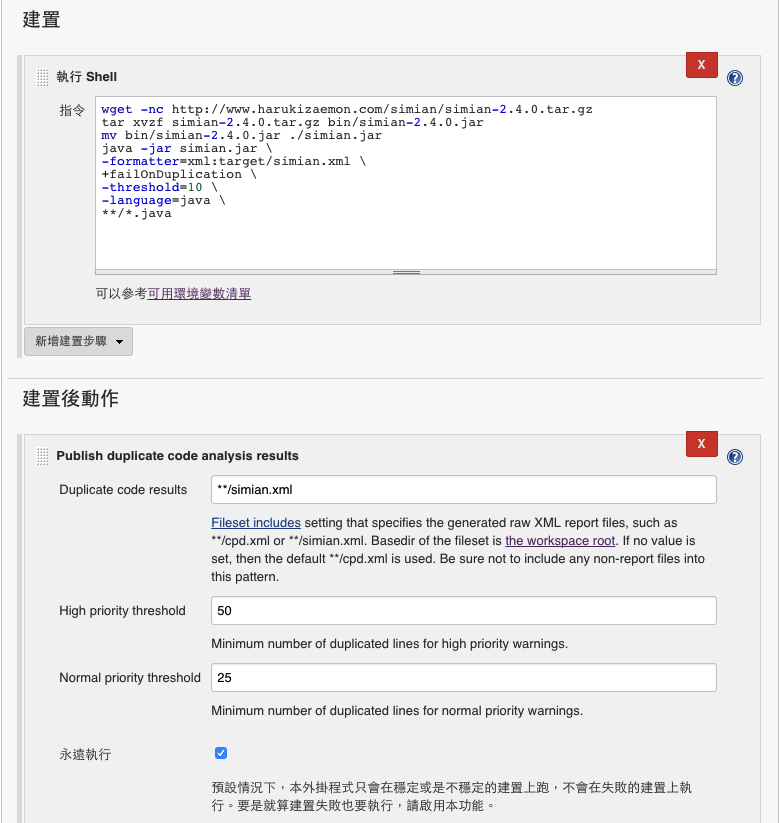 建置
執行 Shell
X
?
指令
wget -nc http://www.harukizaemon.com/simian/simian-2.4.0.tar.gz
tar xvzf simian-2.4.0.tar.gz bin/simian-2.4.0.jar
mv bin/simian-2.4.0.jar ./simian.jar
java -jar simian.jar \
-formatter=xml:target/simian.xml \
+failOnDuplication \
-threshold=10 \
-language=java \
**/*.java
可以參考可用環境變數清單
新增建置步驟
建置後動作
Publish duplicate code analysis results
X
?
Duplicate code results
**/simian.xml
Fileset includes setting that specifies the generated raw XML report files, such as
**/cpd.xml or **/simian.xml. Basedir of the fileset is the workspace root. If no value is
set, then the default **/cpd.xml is used. Be sure not to include any non-report files into
this pattern.
High priority threshold
50
Minimum number of duplicated lines for high priority warnings.
Normal priority threshold
25
Minimum number of duplicated lines for normal priority warnings.
永遠執行
預設情況下，本外掛程式只會在穩定或是不穩定的建置上跑，不會在失敗的建置上執
行。要是就算建置失敗也要執行，請啟用本功能。